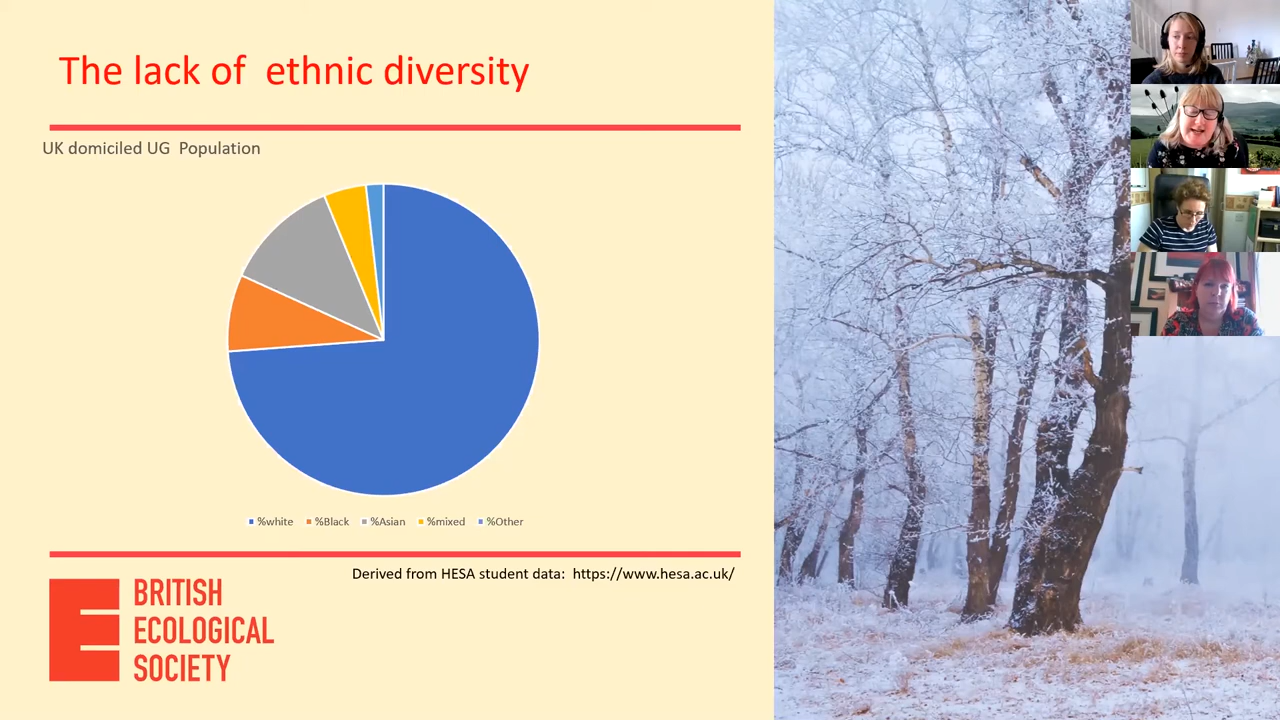 The lack of  ethnic diversity
UK domiciled UG  Population
%white %Black %Asian %mixed %Other
Derived from HESA student data:  https://www.hesa.ac.uk/
BRITISH
ECOLOGICAL
SOCIETY